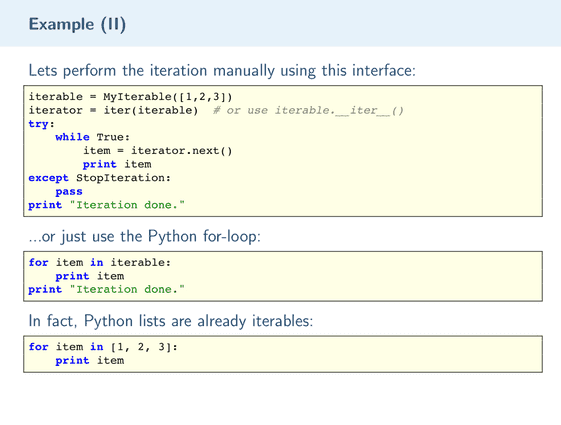 Example (II)
Lets perform the iteration manually using this interface:
iterable = MyIterable([1,2,3])
iterator = iter(iterable)  # or use iterable.__iter__()
try:
    while True:
        item = iterator.next()
        print item
except StopIteration:
    pass
print "Iteration done."
...or just use the Python for-loop:
for item in iterable:
    print item
print "Iteration done."
In fact, Python lists are already iterables:
for item in [1, 2, 3]:
    print item